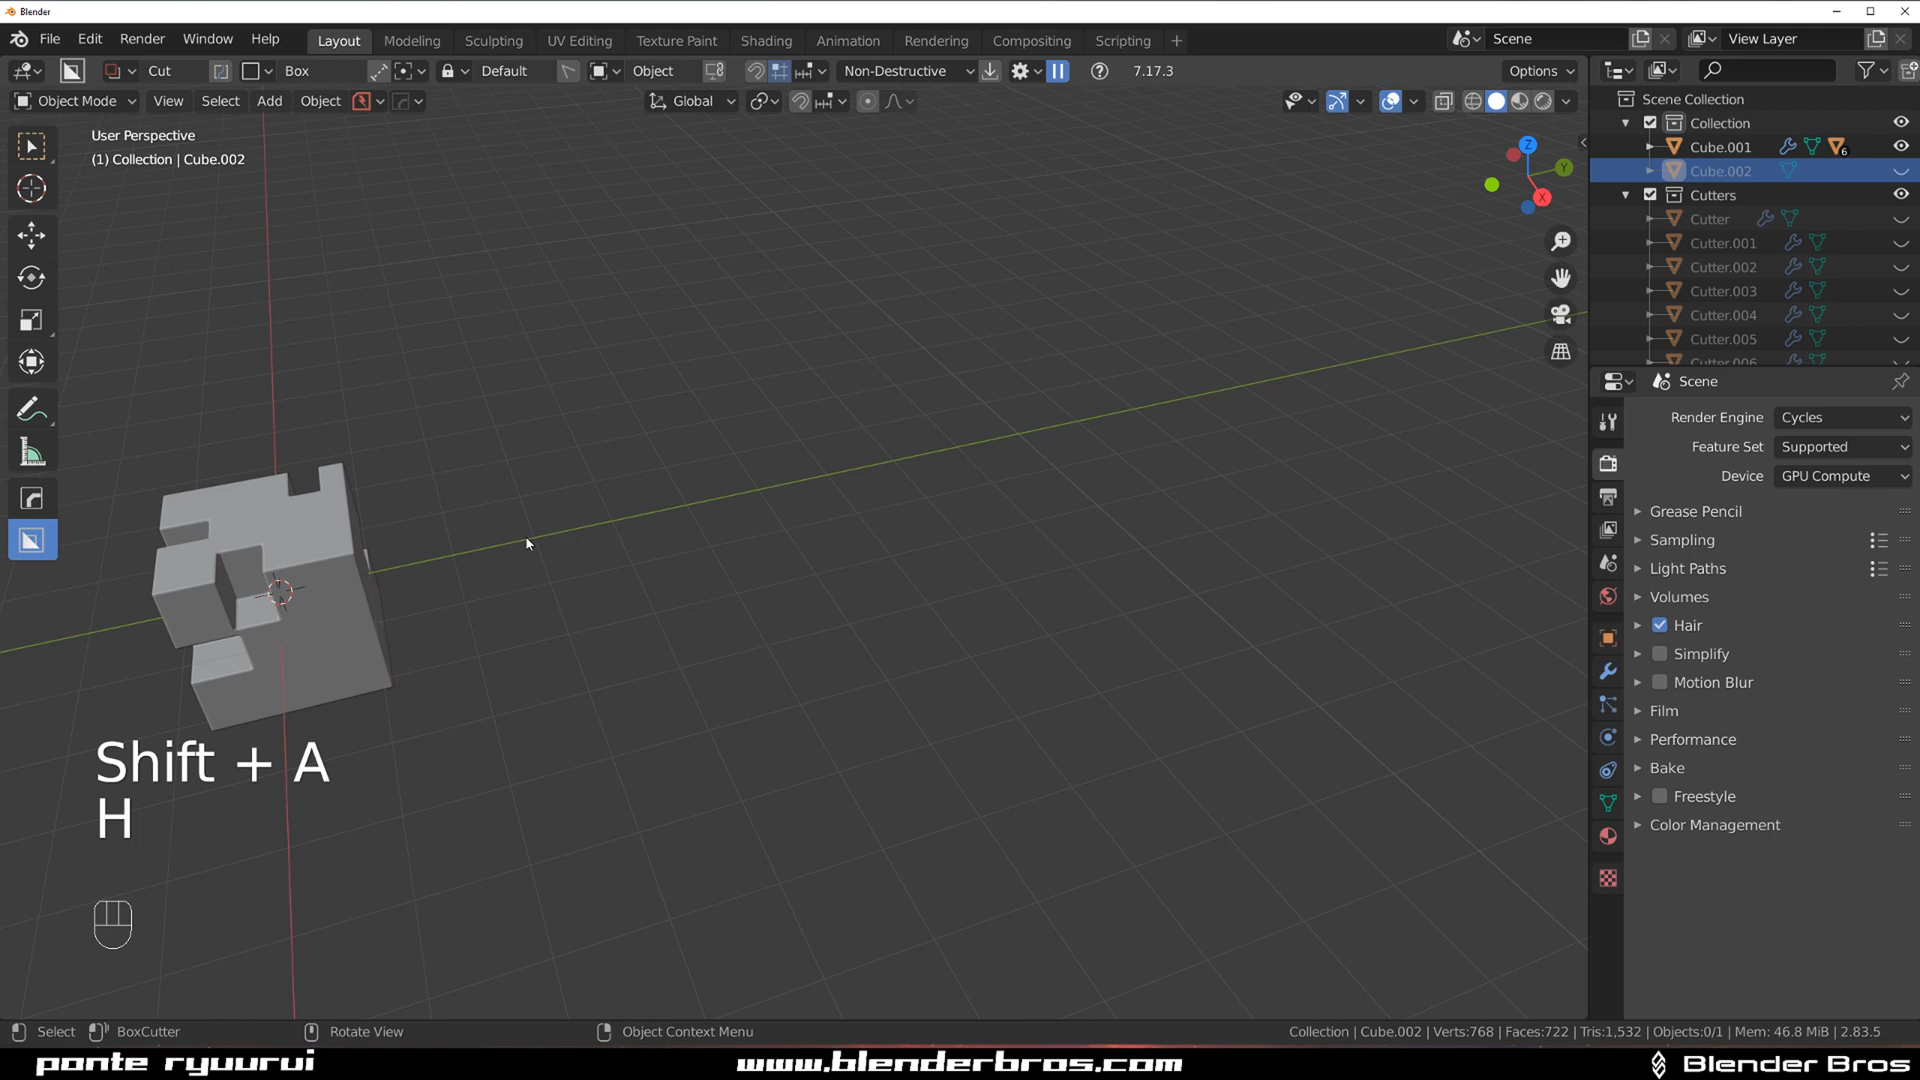 Blender
File Edit Render Window Help Layout Modeling Sculpting UV Editing Texture Paint Shading Animation Rendering Compositing Scripting + Scene View Layer
Cut Box Default Object Non-Destructive 7.17.3 Options
Object Mode View Select Add Object Global
User Perspective
(1) Collection | Cube.002
Z
Y
X
Scene Collection
Collection
Cube.001 6
Cube.002
Cutters
Cutter
Cutter.001
Cutter.002
Cutter.003
Cutter.004
Cutter.005
Cutter.006
Scene
Render Engine Cycles
Feature Set Supported
Device GPU Compute
Grease Pencil
Sampling
Light Paths
Volumes
Hair
Simplify
Motion Blur
Film
Performance
Bake
Freestyle
Color Management
Shift + A
H
Select BoxCutter Rotate View Object Context Menu Collection | Cube.002 | Verts:768 | Faces:722 | Tris:1,532 | Objects:0/1 | Mem: 46.8 MiB | 2.83.5
ponte ryuurui www.blenderbros.com Blender Bros